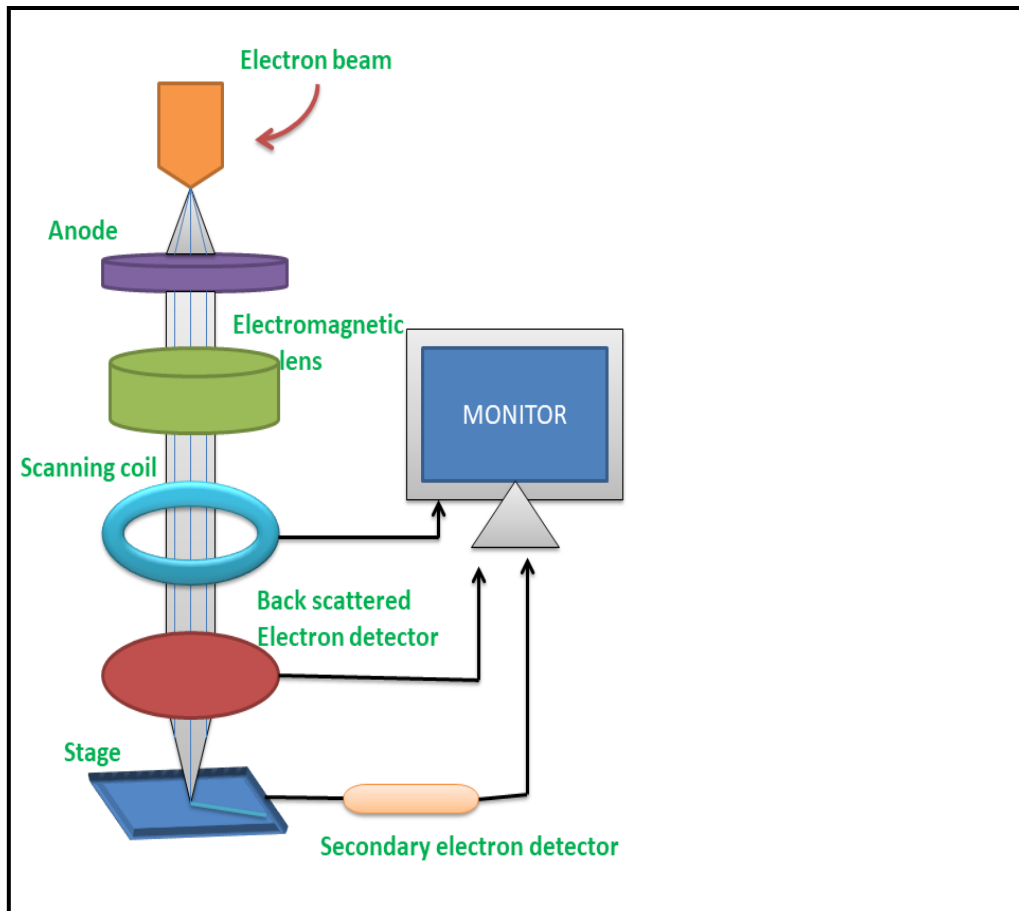 Electron beam
Anode
Electromagnetic
lens
MONITOR
Scanning coil
Back scattered
Electron detector
Stage
Secondary electron detector